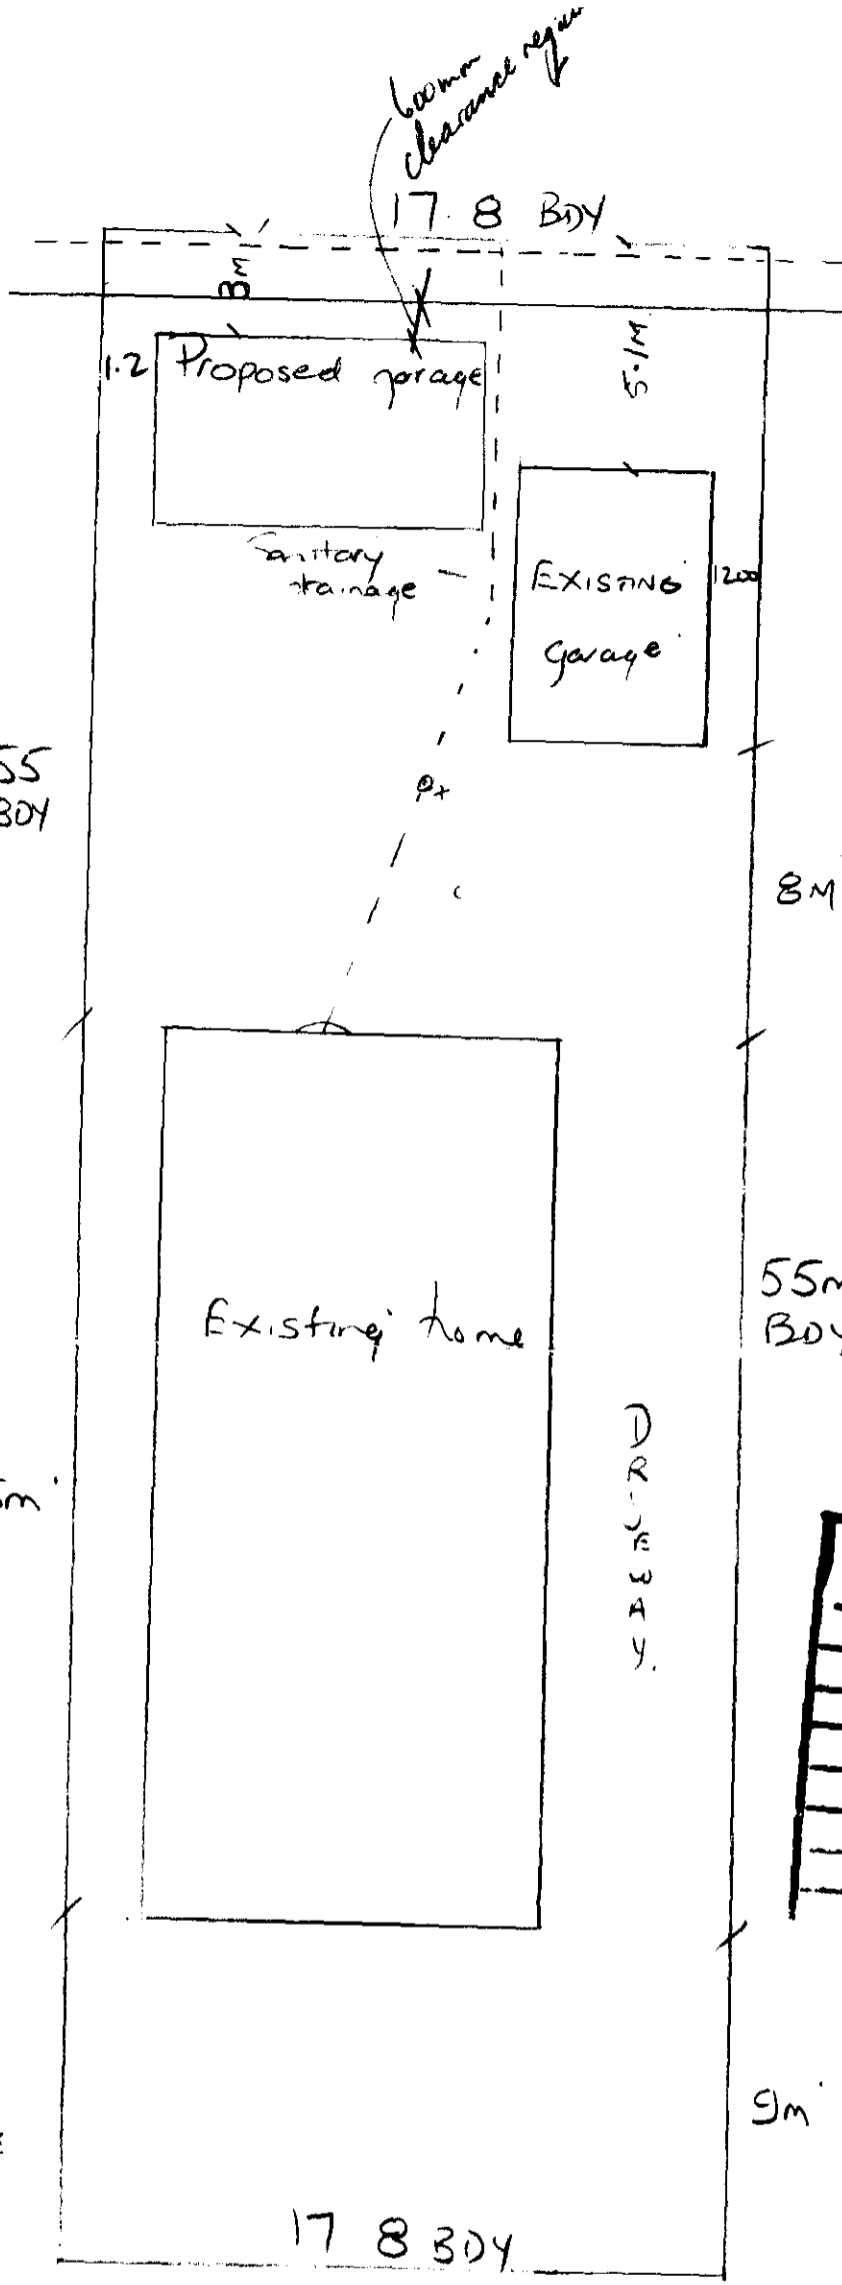 600mm
clearance
17.8 BDY
3M
5.1M
1.2 Proposed garage
Sanitary
drainage
EXISTING
Garage
1200
55
BDY
8M
Existing home
55m
BDY
DRIVEWAY.
9m
17 8 BDY